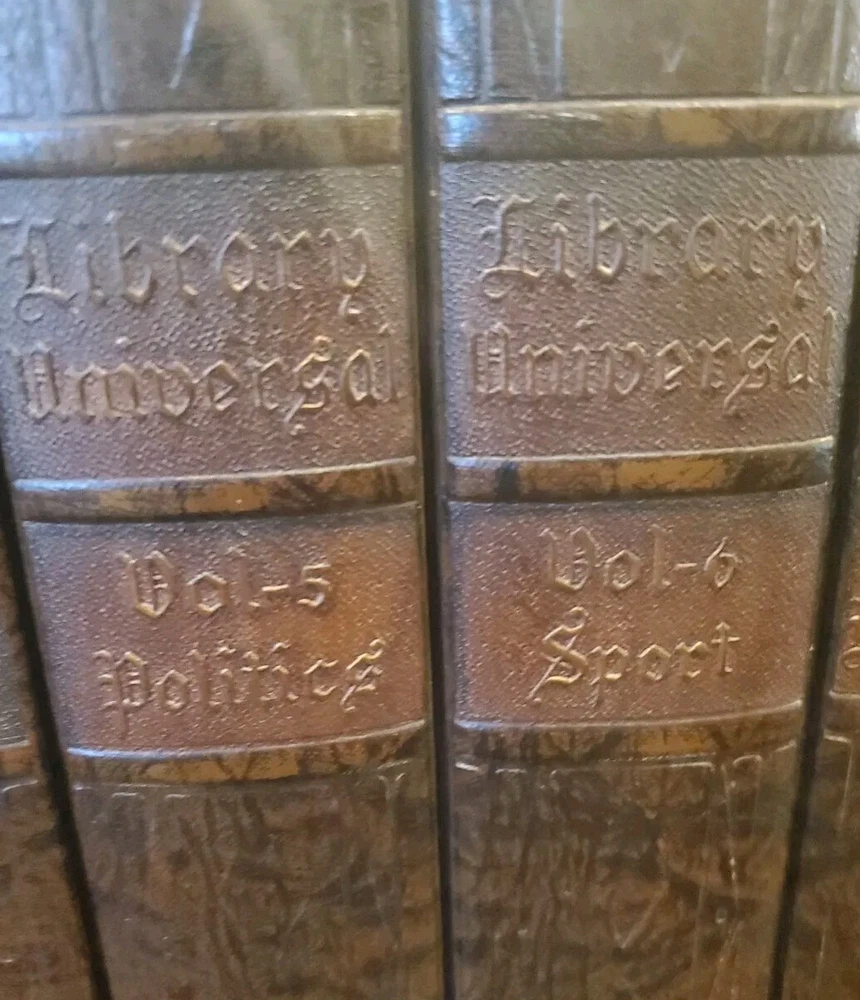 Library
Universal
Vol-5
Politics
Library
Universal
Vol-6
Sport